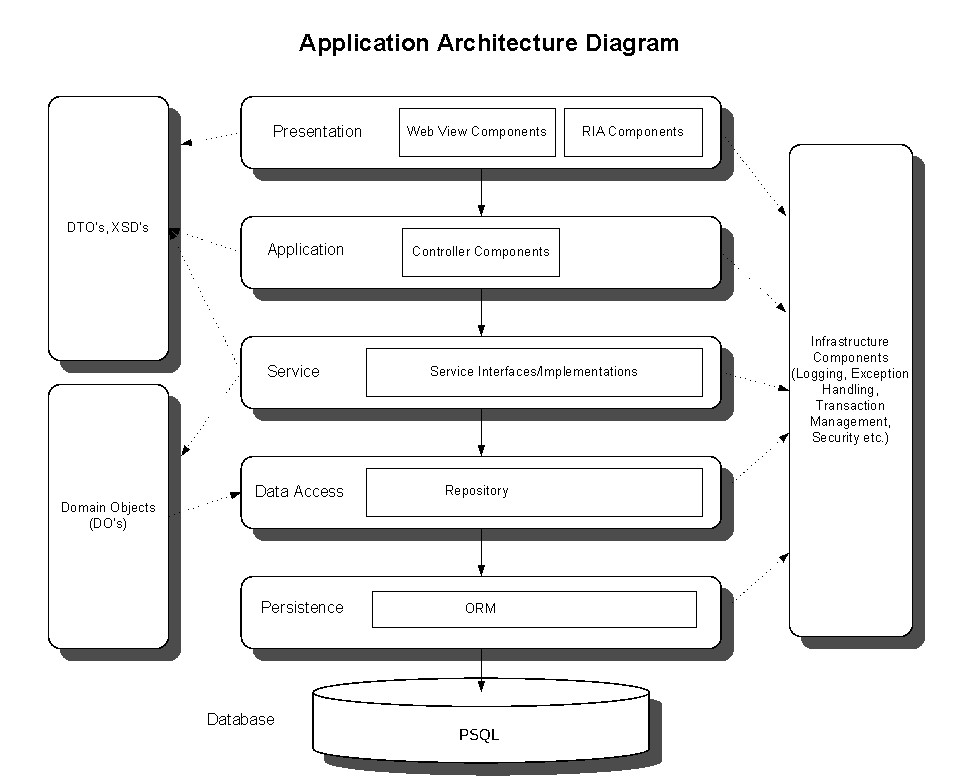 Application Architecture Diagram
Presentation
Web View Components
RIA Components
DTO's, XSD's
Application
Controller Components
Service
Service Interfaces/Implementations
Infrastructure
Components
(Logging, Exception
Handling,
Transaction
Management,
Security etc.)
Data Access
Repository
Domain Objects
(DO's)
Persistence
ORM
Database
PSQL